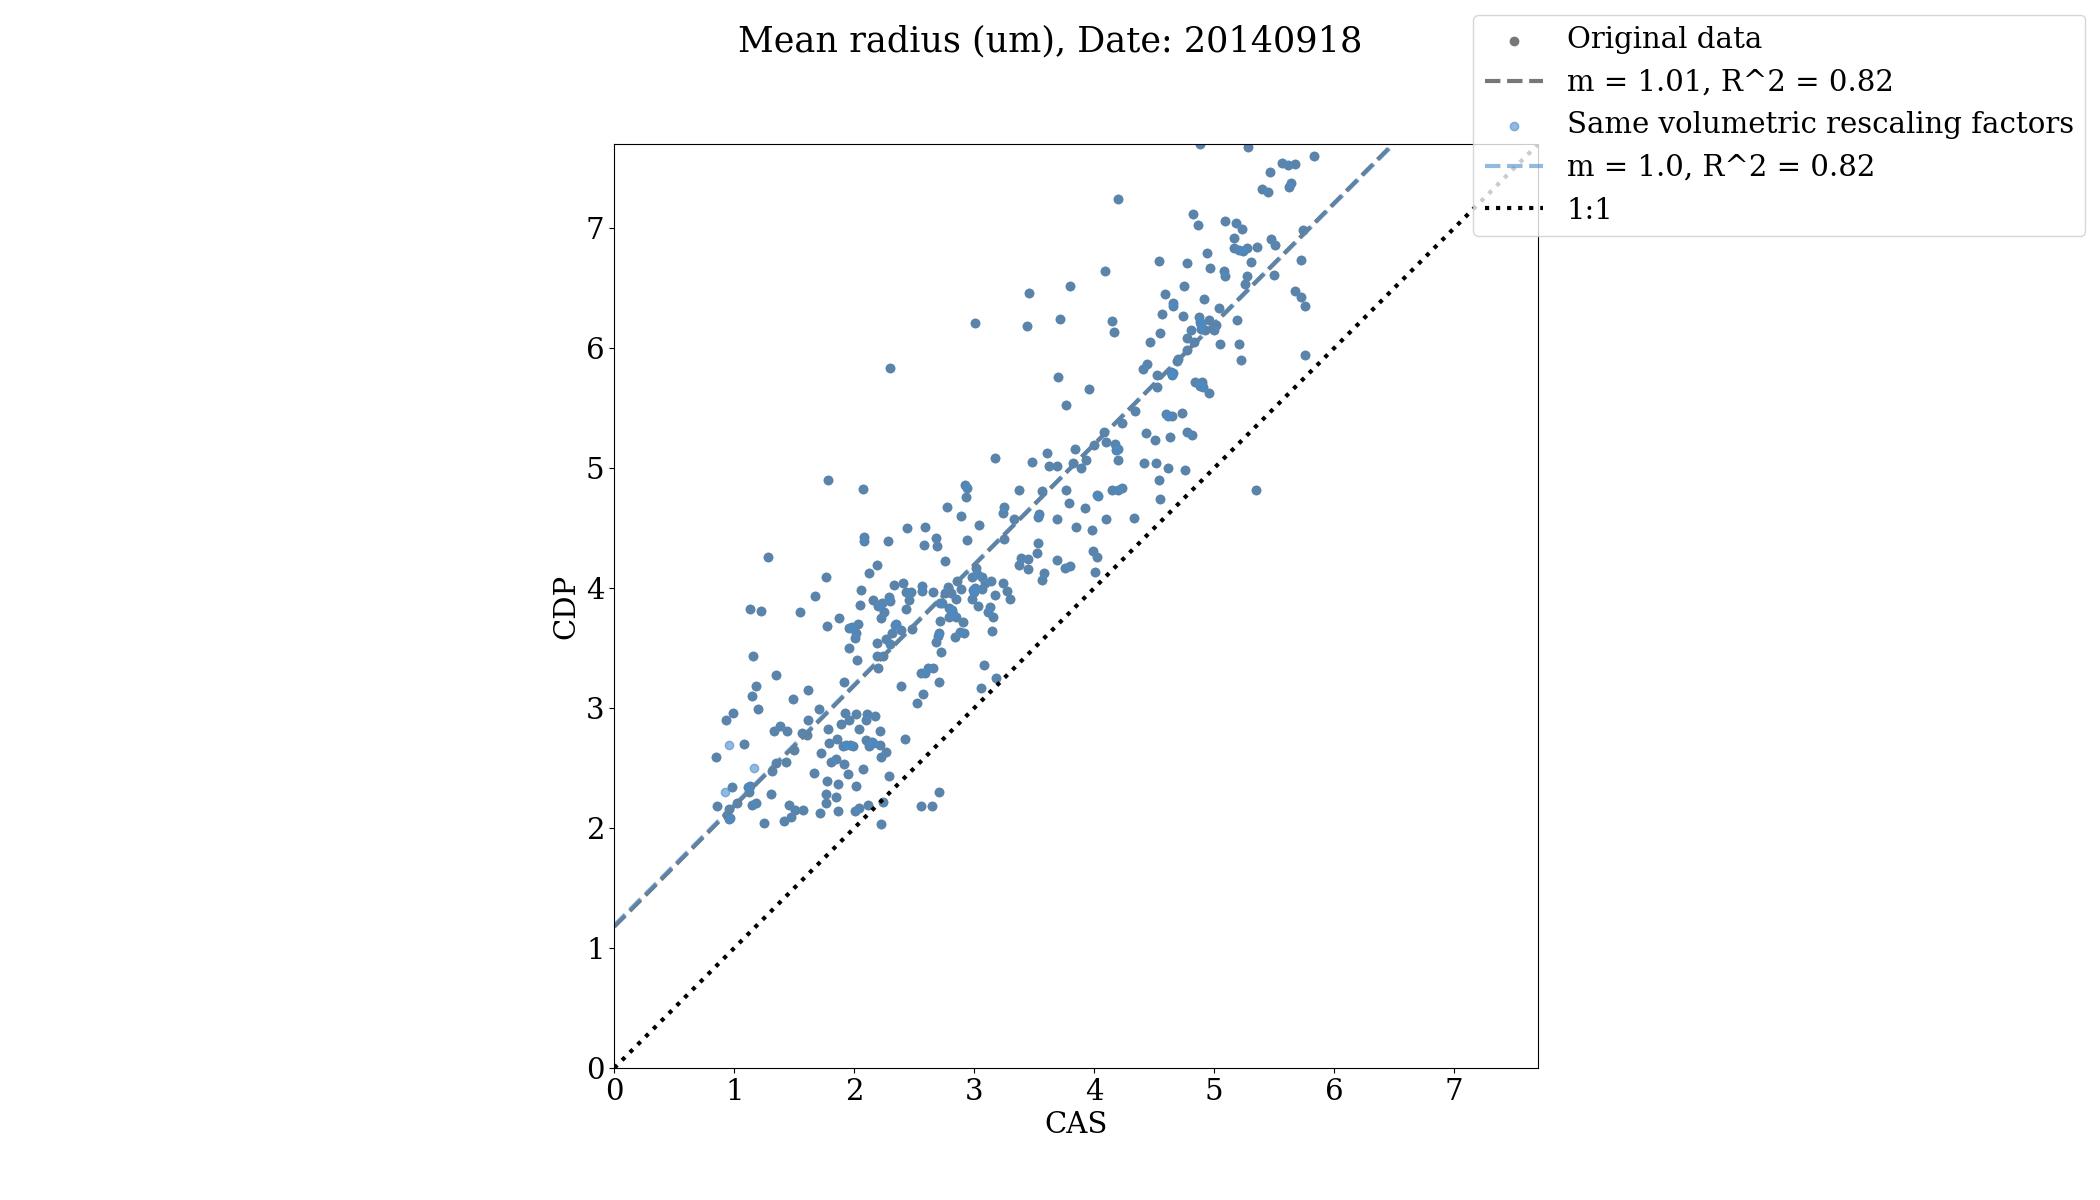 Mean radius (um), Date: 20140918
Original data
m = 1.01, R^2 = 0.82
Same volumetric rescaling factors
m = 1.0, R^2 = 0.82
1:1
7
6
5
4
3
2
1
0
CDP
0 1 2 3 4 5 6 7
CAS